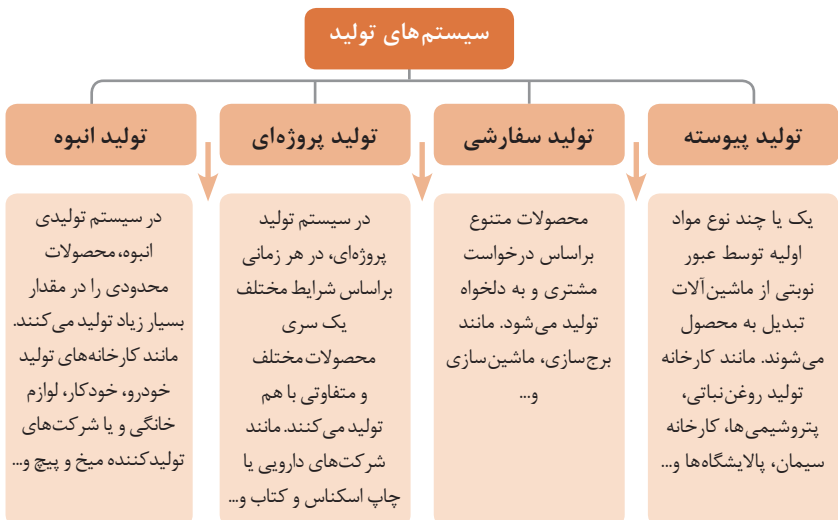 سیستم‌های تولید
تولید پیوسته
یک یا چند نوع مواد
اولیه توسط عبور
نوبتی از ماشین‌آلات
تبدیل به محصول
می‌شوند. مانند کارخانه
تولید روغن‌نباتی،
پتروشیمی‌ها، کارخانه
سیمان، پالایشگاه‌ها و...
تولید سفارشی
محصولات متنوع
براساس درخواست
مشتری و به دلخواه
تولید می‌شود. مانند
برج‌سازی، ماشین‌سازی
و...
تولید پروژه‌ای
در سیستم تولید
پروژه‌ای، در هر زمانی
براساس شرایط مختلف
یک سری
محصولات مختلف
و متفاوتی با هم
تولید می‌کنند. مانند
شرکت‌های دارویی یا
چاپ اسکناس و کتاب و...
تولید انبوه
در سیستم تولیدی
انبوه، محصولات
محدودی را در مقدار
بسیار زیاد تولید می‌کنند.
مانند کارخانه‌های تولید
خودرو، خودکار، لوازم
خانگی و یا شرکت‌های
تولیدکننده میخ و پیچ و...